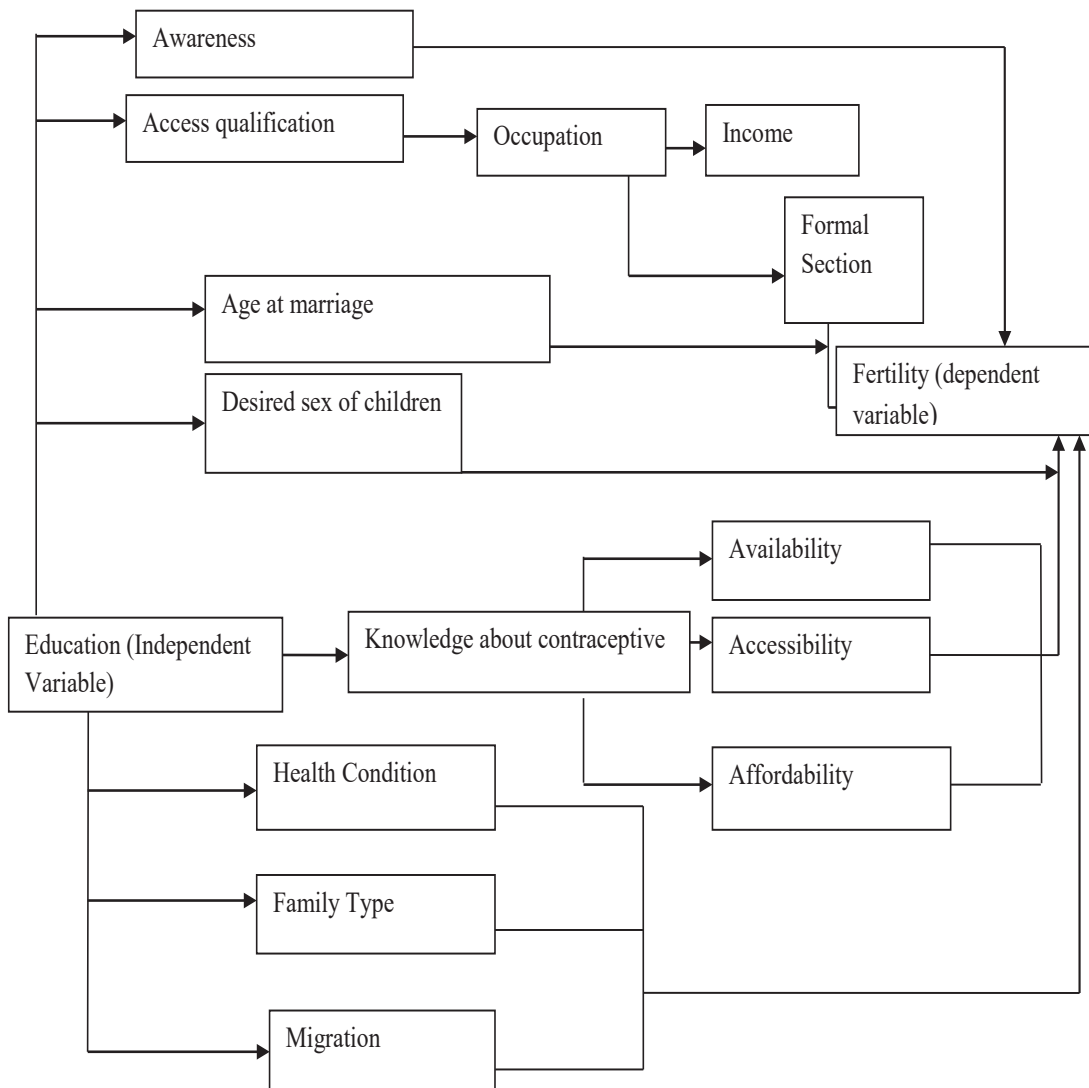 Awareness
Access qualification
Occupation
Income
Formal
Section
Age at marriage
Fertility (dependent
variable)
Desired sex of children
Availability
Education (Independent
Variable)
Knowledge about contraceptive
Accessibility
Health Condition
Affordability
Family Type
Migration